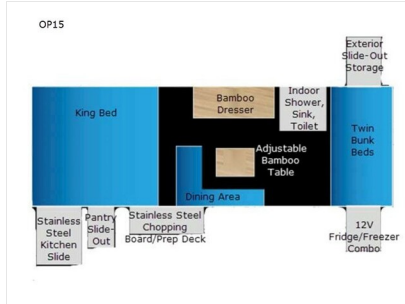 OP15
Exterior
Slide-Out
Storage
King Bed
Bamboo
Dresser
Indoor
Shower,
Sink,
Toilet
Twin
Bunk
Beds
Adjustable
Bamboo
Table
Dining Area
Stainless
Steel
Kitchen
Slide
Pantry
Slide-
Out
Stainless Steel
Chopping
Board/Prep Deck
12V
Fridge/Freezer
Combo